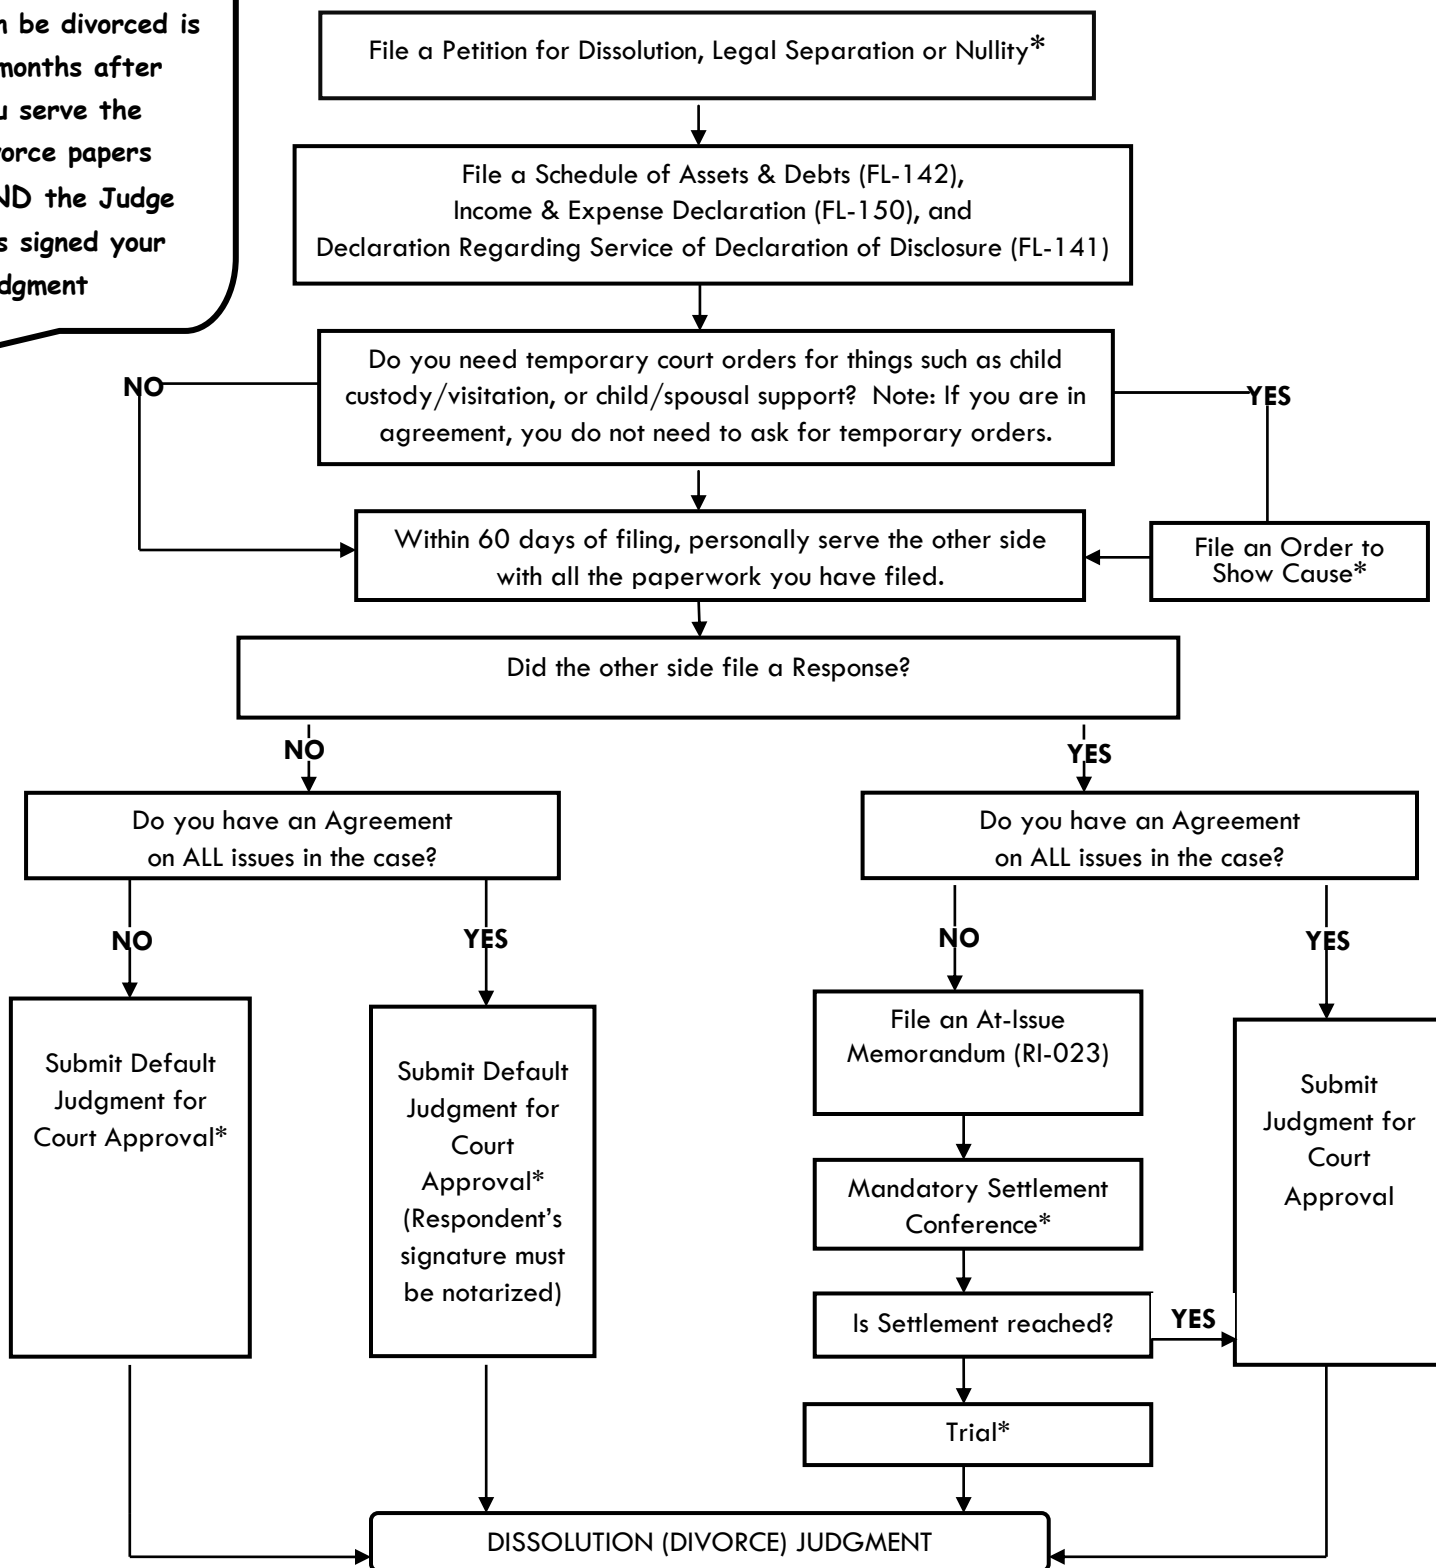 be divorced is
months after
serve the
papers
the Judge
signed your
File a Petition for Dissolution, Legal Separation or Nullity*
File a Schedule of Assets & Debts (FL-142),
Income & Expense Declaration (FL-150), and
Declaration Regarding Service of Declaration of Disclosure (FL-141)
Do you need temporary court orders for things such as child
custody/visitation, or child/spousal support? Note: If you are in
agreement, you do not need to ask for temporary orders.
NO
YES
Within 60 days of filing, personally serve the other side
with all the paperwork you have filed.
File an Order to
Show Cause*
Did the other side file a Response?
NO
YES
Do you have an Agreement
on ALL issues in the case?
Do you have an Agreement
on ALL issues in the case?
NO
YES
NO
YES
Submit Default
Judgment for
Court Approval*
Submit Default
Judgment for
Court
Approval*
(Respondent's
signature must
be notarized)
File an At-Issue
Memorandum (RI-023)
Mandatory Settlement
Conference*
Is Settlement reached?
YES
Trial*
Submit
Judgment for
Court
Approval
DISSOLUTION (DIVORCE) JUDGMENT